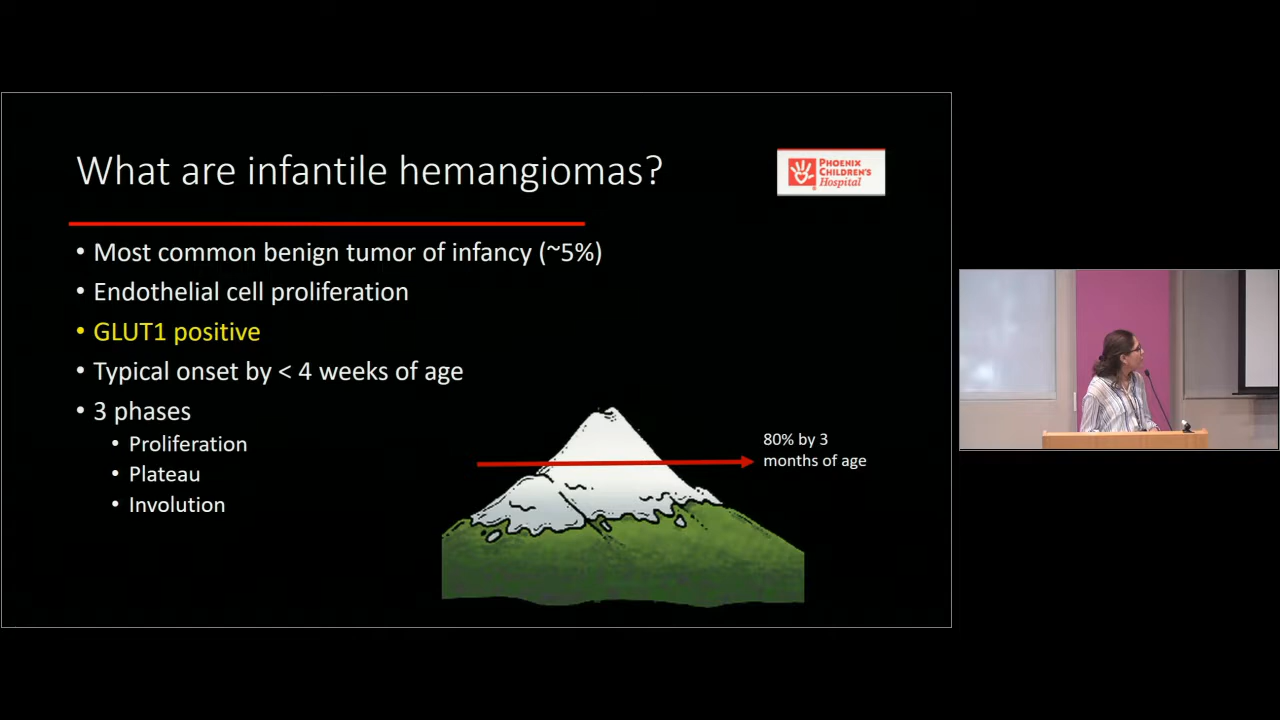 What are infantile hemangiomas?
PHOENIX
CHILDREN'S
Hospital
• Most common benign tumor of infancy (~5%)
• Endothelial cell proliferation
• GLUT1 positive
• Typical onset by < 4 weeks of age
• 3 phases
• Proliferation
• Plateau
• Involution
80% by 3
months of age